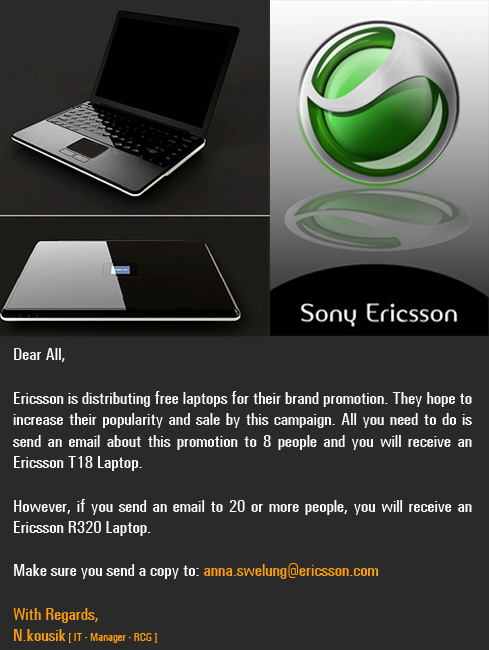 Sony Ericsson
Dear All,
Ericsson is distributing free laptops for their brand promotion. They hope to
increase their popularity and sale by this campaign. All you need to do is
send an email about this promotion to 8 people and you will receive an
Ericsson T18 Laptop.
However, if you send an email to 20 or more people, you will receive an
Ericsson R320 Laptop.
Make sure you send a copy to: anna.swelung@ericsson.com
With Regards,
N.kousik [ IT - Manager - RCG ]